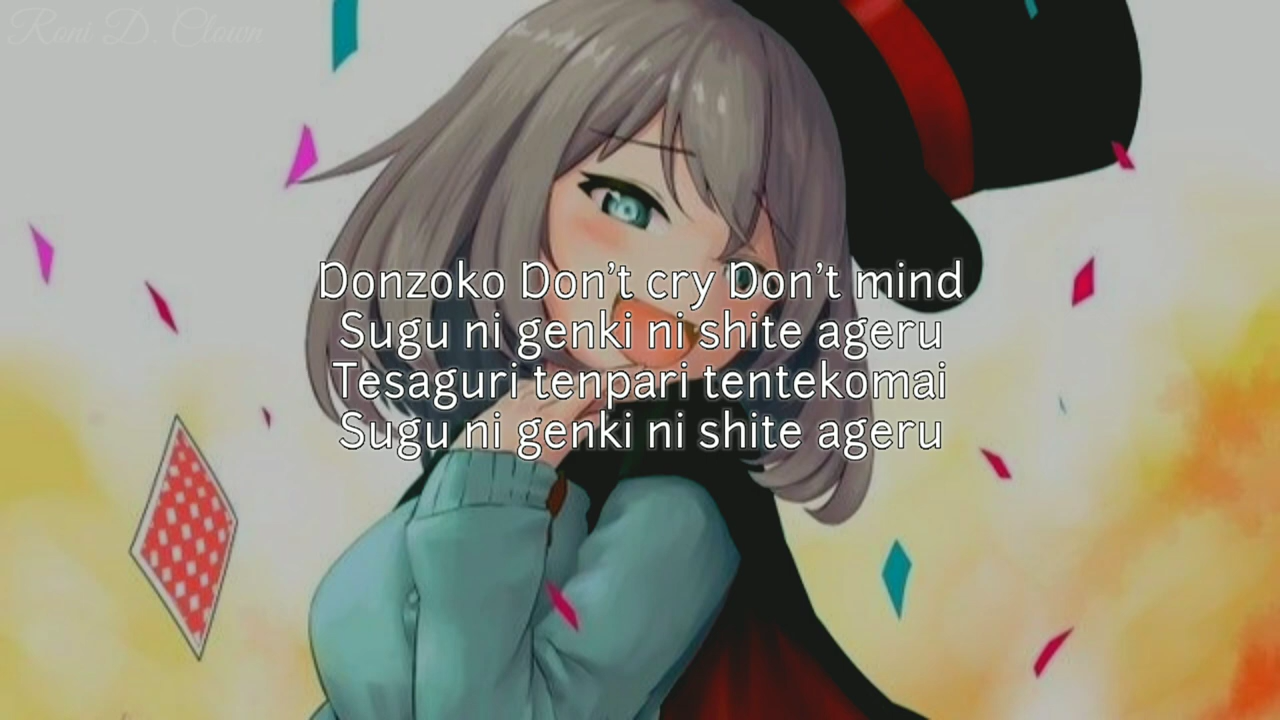 Roni D. Clown
Donzoko Don't cry Don't mind
Sugu ni genki ni shite ageru
Tesaguri tenpari tentekomai
Sugu ni genki ni shite ageru